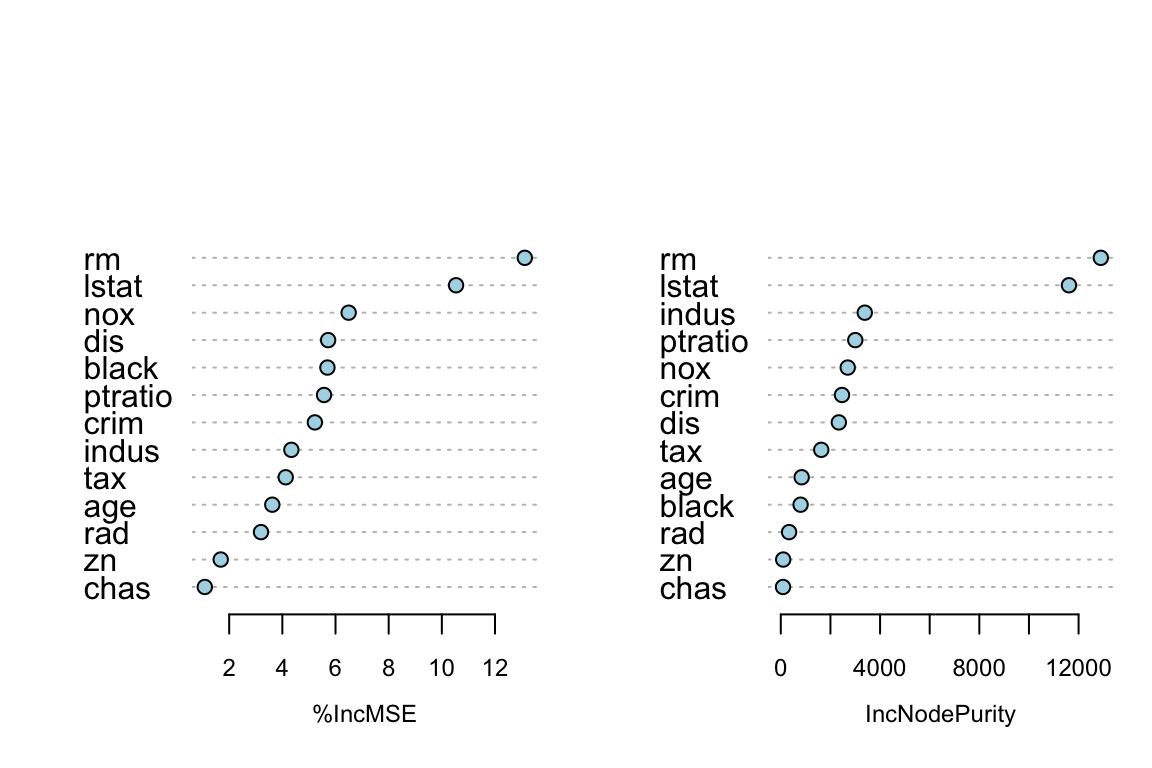 rm
lstat
nox
dis
black
ptratio
crim
indus
tax
age
rad
zn
chas
2 4 6 8 10 12
%IncMSE
rm
lstat
indus
ptratio
nox
crim
dis
tax
age
black
rad
zn
chas
0 4000 8000 12000
IncNodePurity